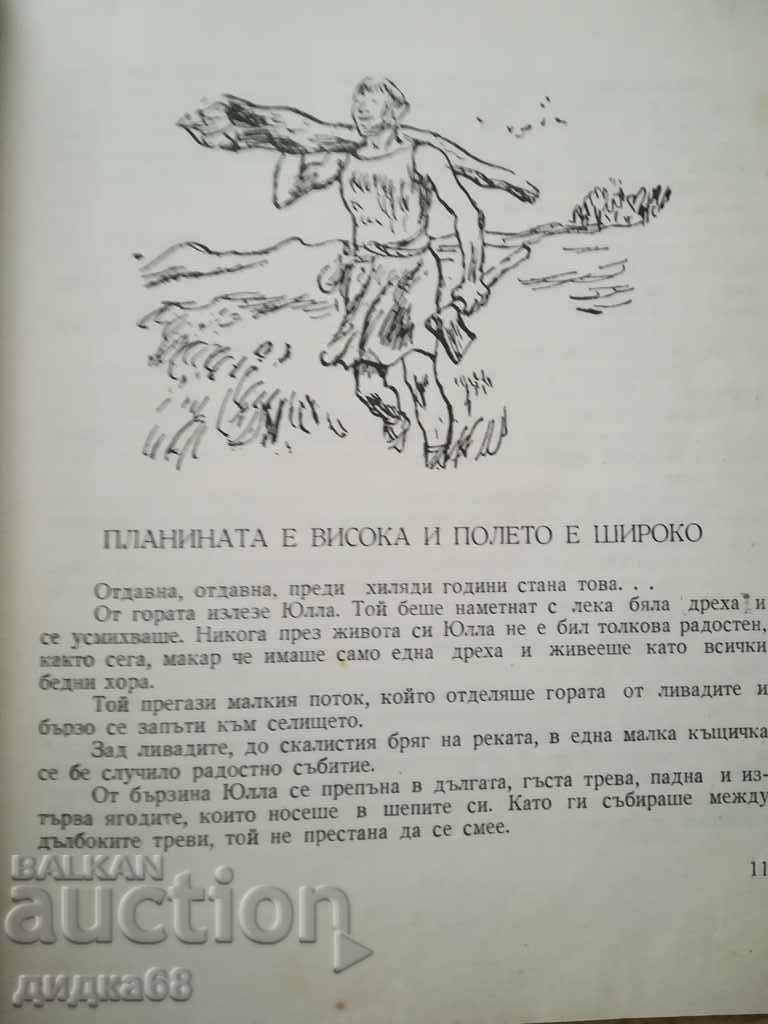 ПЛАНИНАТА Е ВИСОКА И ПОЛЕТО Е ШИРОКО
Отдавна, отдавна, преди хиляди години стана това. . .
От гората излезе Юлла. Той беше наметнат с лека бяла дреха и
се усмихваше. Никога през живота си Юлла не е бил толкова радостен,
както сега, макар че имаше само една дреха и живееше като всички
бедни хора.
Той прегази малкия поток, който отделяше гората от ливадите и
бързо се запъти към селището.
Зад ливадите, до скалистия бряг на реката, в една малка къщичка
се бе случило радостно събитие.
От бързина Юлла се препъна в дългата, гъста трева, падна и из-
търва ягодите, които носеше в шепите си. Като ги събираше между
дълбоките треви, той не престана да се смее.
11
BALKAN
auction
дидка68